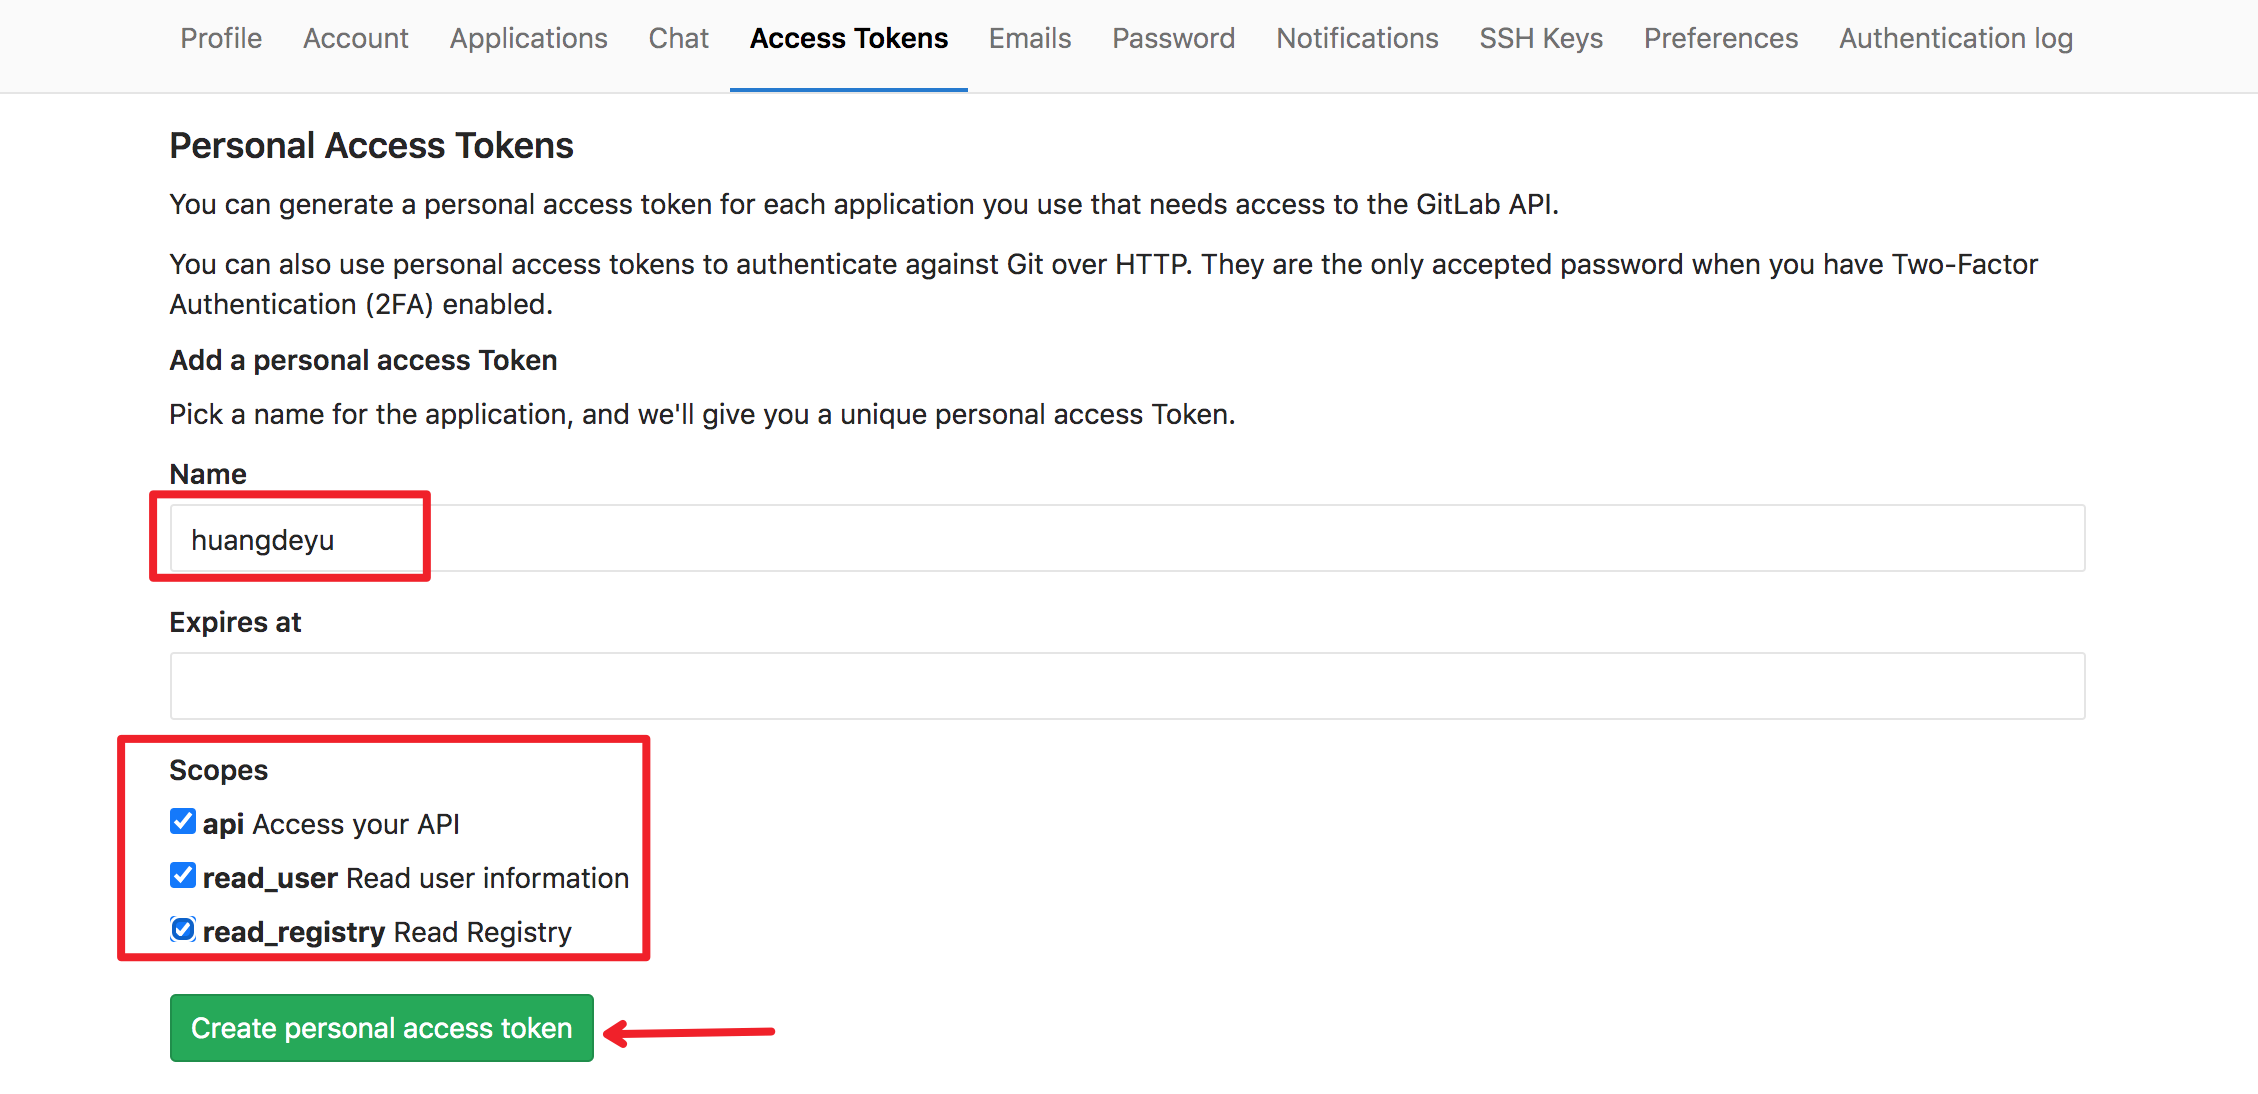 Profile Account Applications Chat Access Tokens Emails Password Notifications SSH Keys Preferences Authentication log
Personal Access Tokens
You can generate a personal access token for each application you use that needs access to the GitLab API.
You can also use personal access tokens to authenticate against Git over HTTP. They are the only accepted password when you have Two-Factor
Authentication (2FA) enabled.
Add a personal access Token
Pick a name for the application, and we'll give you a unique personal access Token.
Name
huangdeyu
Expires at
Scopes
api Access your API
read_user Read user information
read_registry Read Registry
Create personal access token